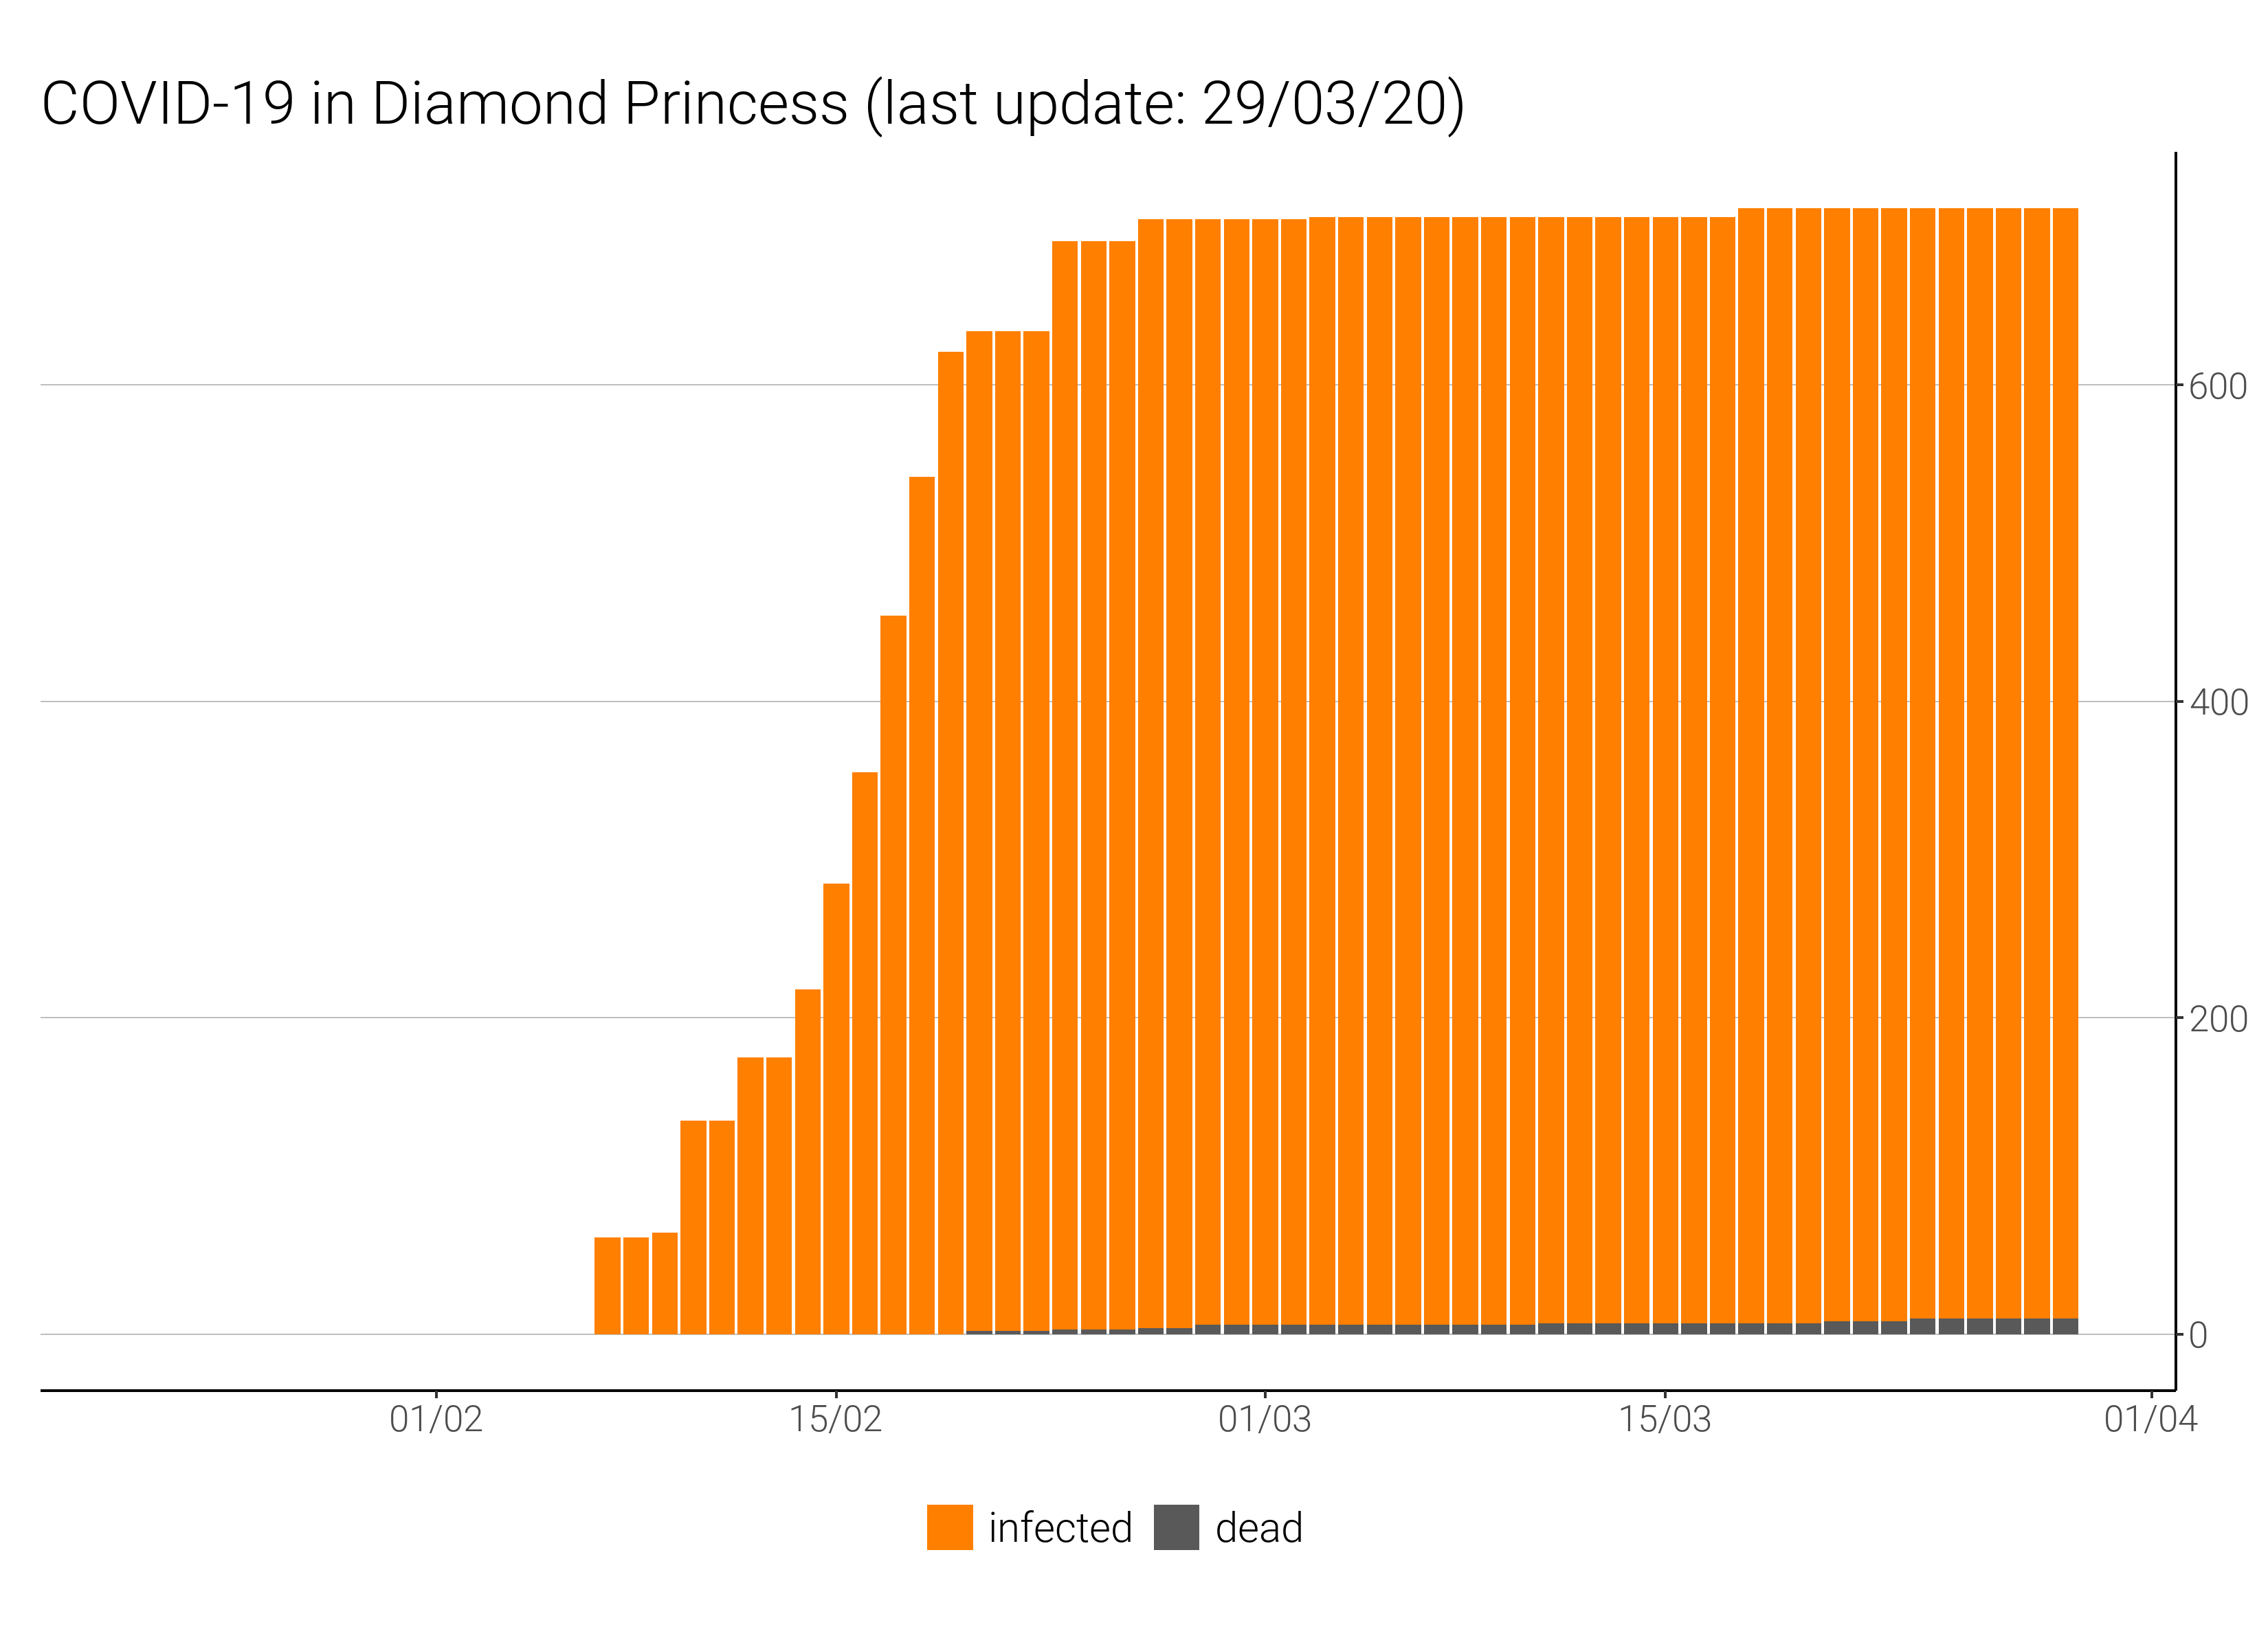 COVID-19 in Diamond Princess (last update: 29/03/20)
600
400
200
0
01/02 15/02 01/03 15/03 01/04
infected dead